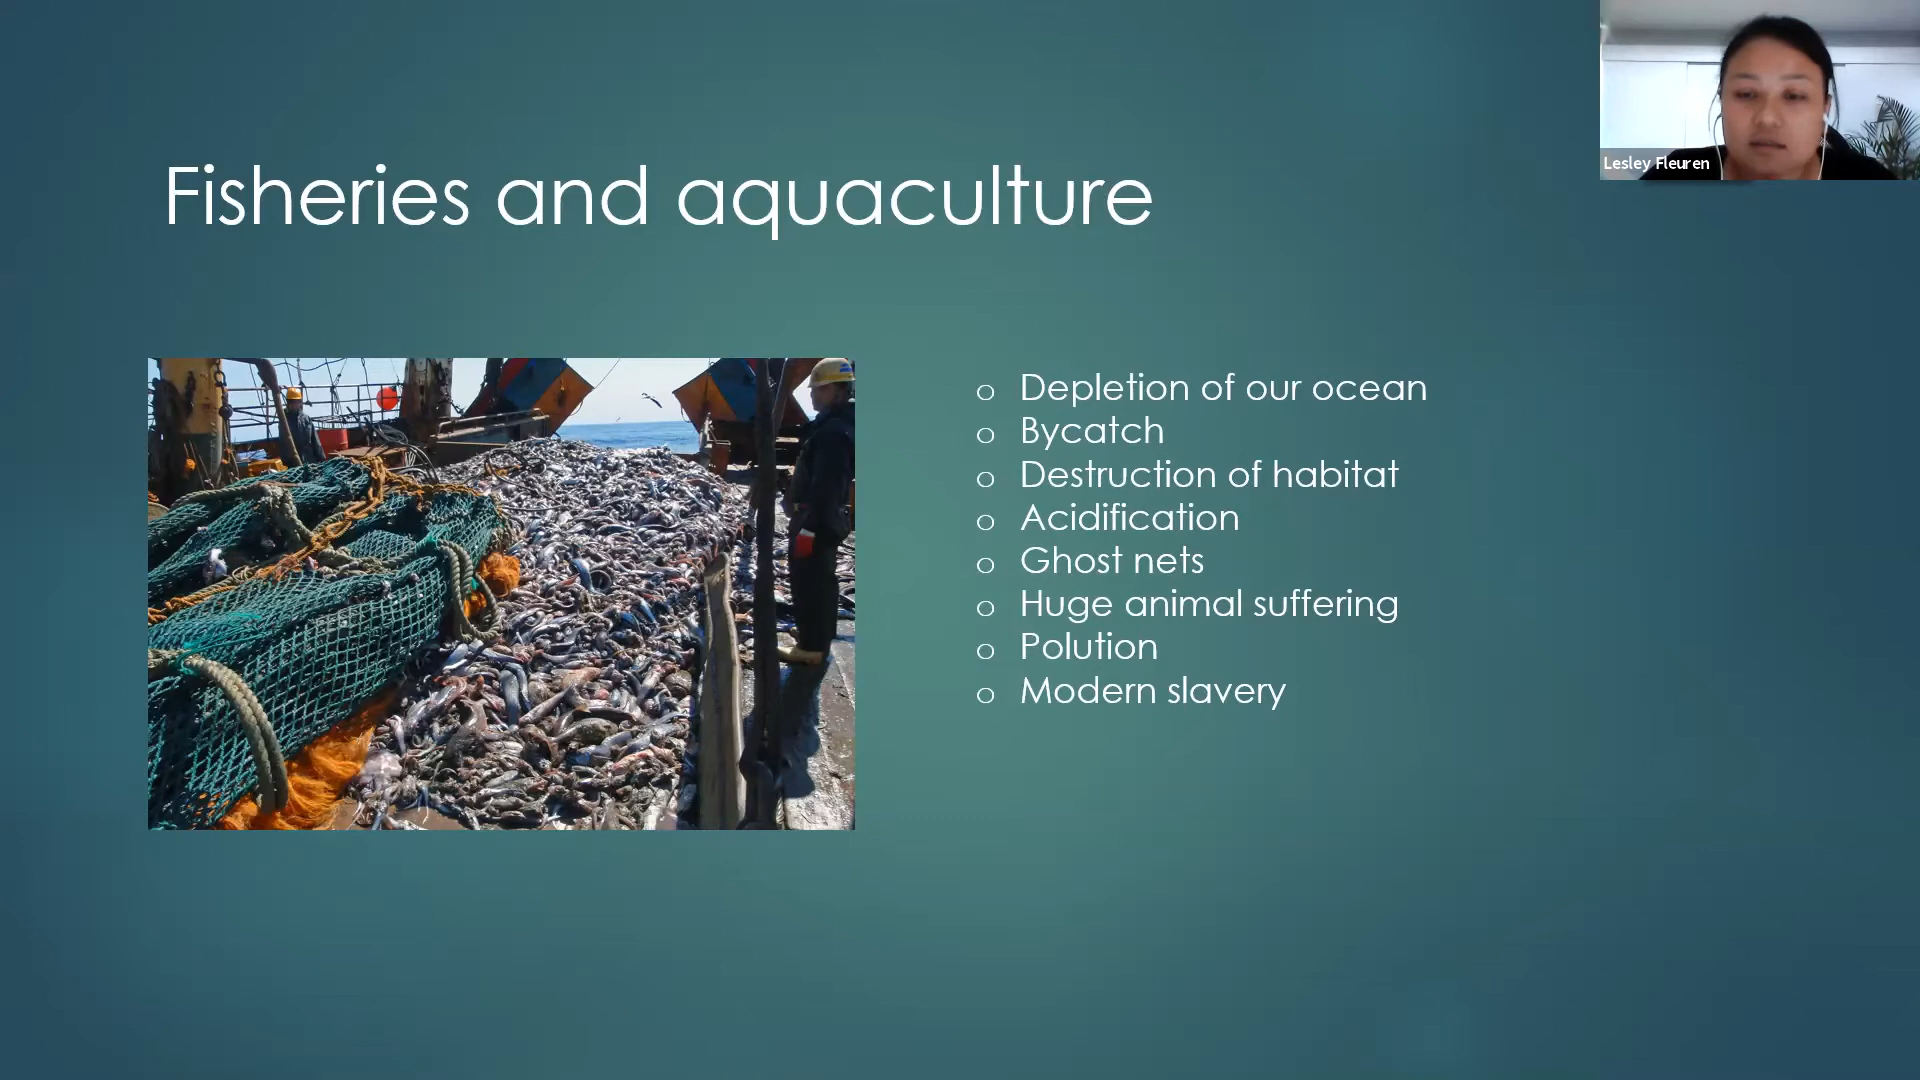 Lesley Fleuren
Fisheries and aquaculture
o Depletion of our ocean
o Bycatch
o Destruction of habitat
o Acidification
o Ghost nets
o Huge animal suffering
o Polution
o Modern slavery